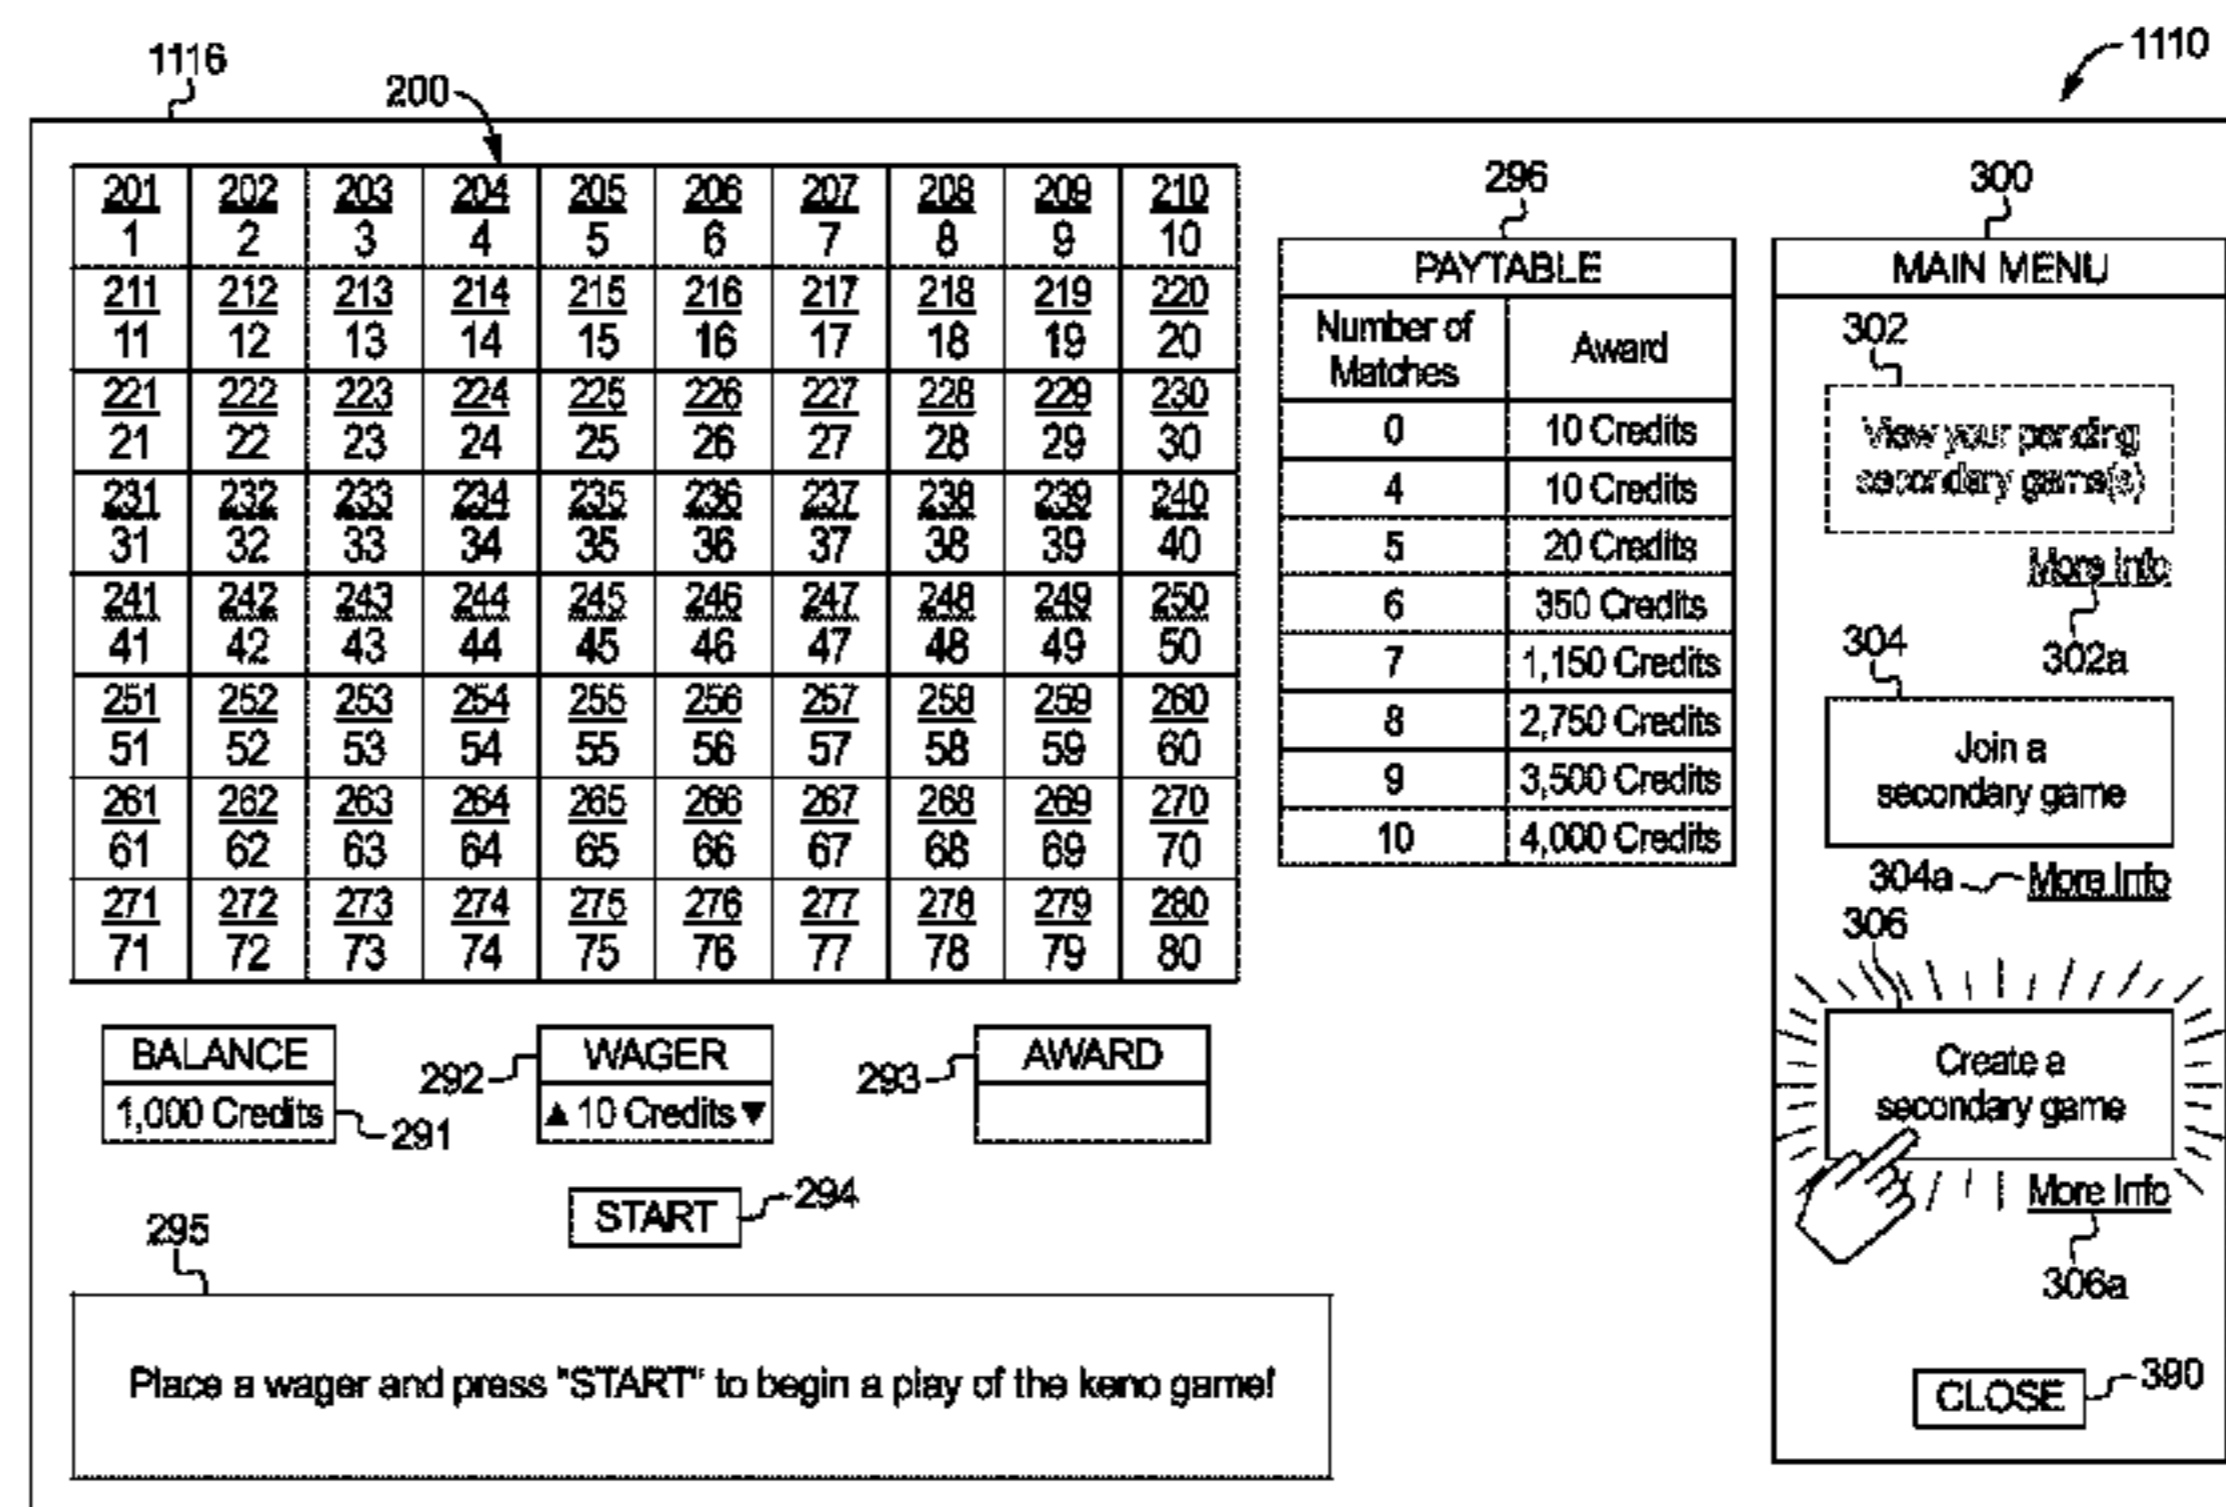 1116
200
1110
201 202 203 204 205 206 207 208 209 210
1 2 3 4 5 6 7 8 9 10
211 212 213 214 215 216 217 218 219 220
11 12 13 14 15 16 17 18 19 20
221 222 223 224 225 226 227 228 229 230
21 22 23 24 25 26 27 28 29 30
231 232 233 234 235 236 237 238 239 240
31 32 33 34 35 36 37 38 39 40
241 242 243 244 245 246 247 248 249 250
41 42 43 44 45 46 47 48 49 50
251 252 253 254 255 256 257 258 259 260
51 52 53 54 55 56 57 58 59 60
261 262 263 264 265 266 267 268 269 270
61 62 63 64 65 66 67 68 69 70
271 272 273 274 275 276 277 278 279 280
71 72 73 74 75 76 77 78 79 80
BALANCE
1,000 Credits
291
292
WAGER
▲ 10 Credits ▼
293
AWARD
START
294
295
Place a wager and press "START" to begin a play of the keno game!
296
PAYTABLE
Number of
Matches
Award
0 10 Credits
4 10 Credits
5 20 Credits
6 350 Credits
7 1,150 Credits
8 2,750 Credits
9 3,500 Credits
10 4,000 Credits
300
MAIN MENU
302
View your pending
secondary game(s)
More Info
302a
304
Join a
secondary game
304a
More Info
306
Create a
secondary game
More Info
306a
CLOSE
390